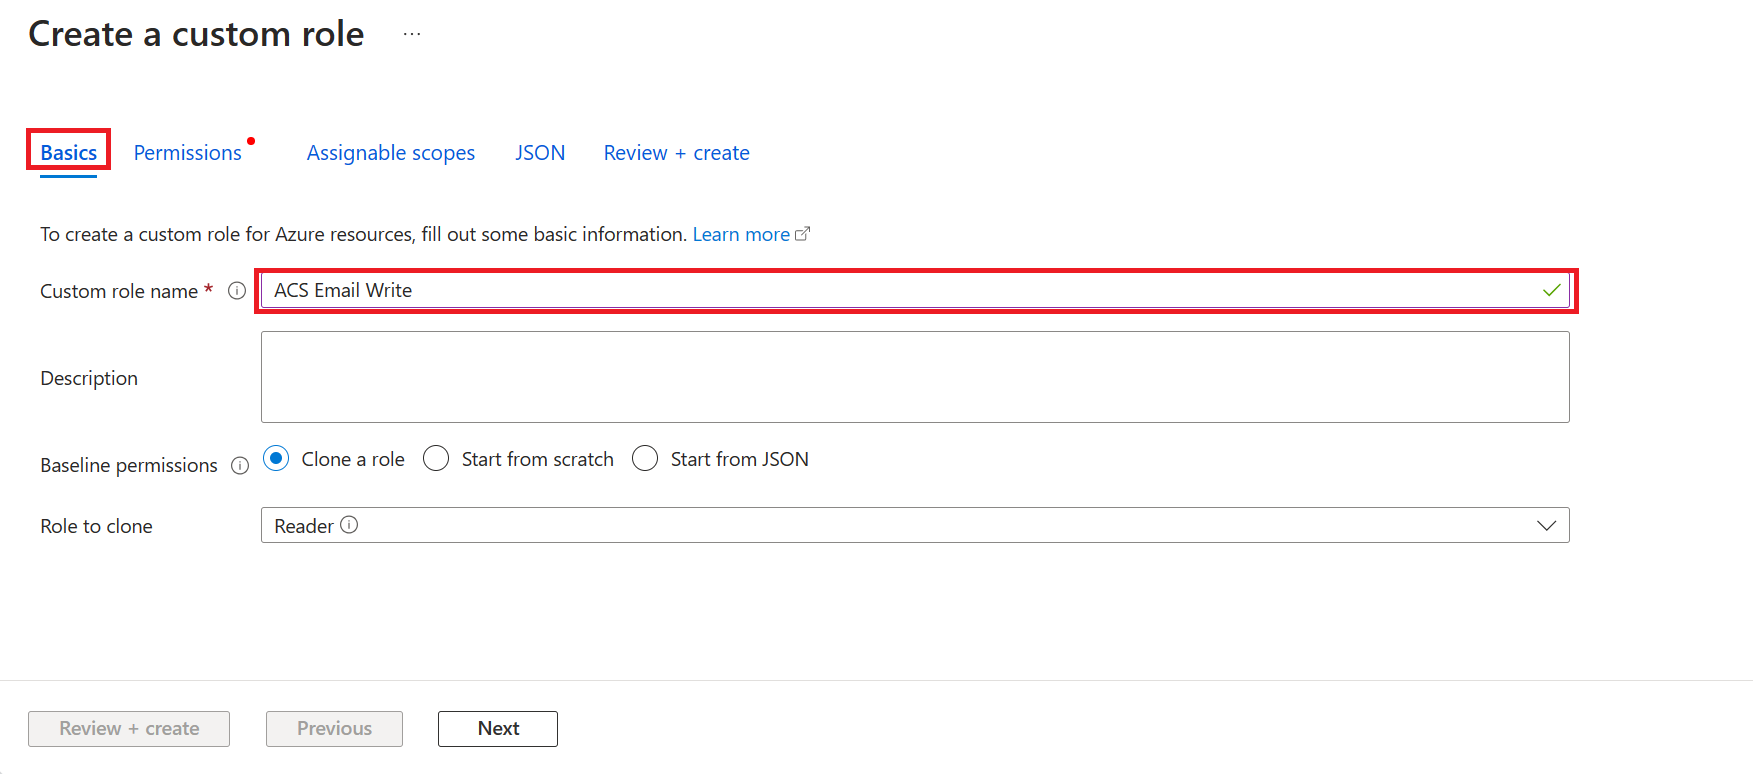 Create a custom role ...
Basics Permissions Assignable scopes JSON Review + create
To create a custom role for Azure resources, fill out some basic information. Learn more
Custom role name * ACS Email Write
Description
Baseline permissions Clone a role Start from scratch Start from JSON
Role to clone Reader
Review + create Previous Next